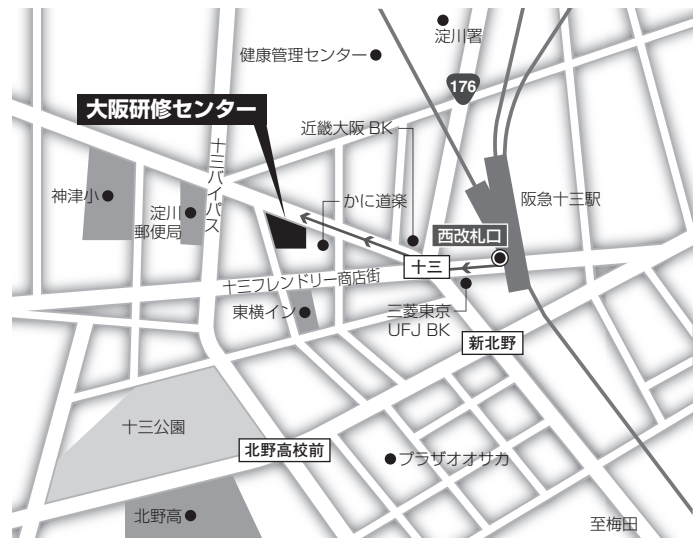 淀川署
健康管理センター
176
大阪研修センター
近畿大阪 BK
十三バイパス
神津小
淀川
郵便局
かに道楽
阪急十三駅
西改札口
十三
十三フレンドリー商店街
東横イン
三菱東京
UFJ BK
新北野
十三公園
北野高校前
プラザオオサカ
北野高
至梅田